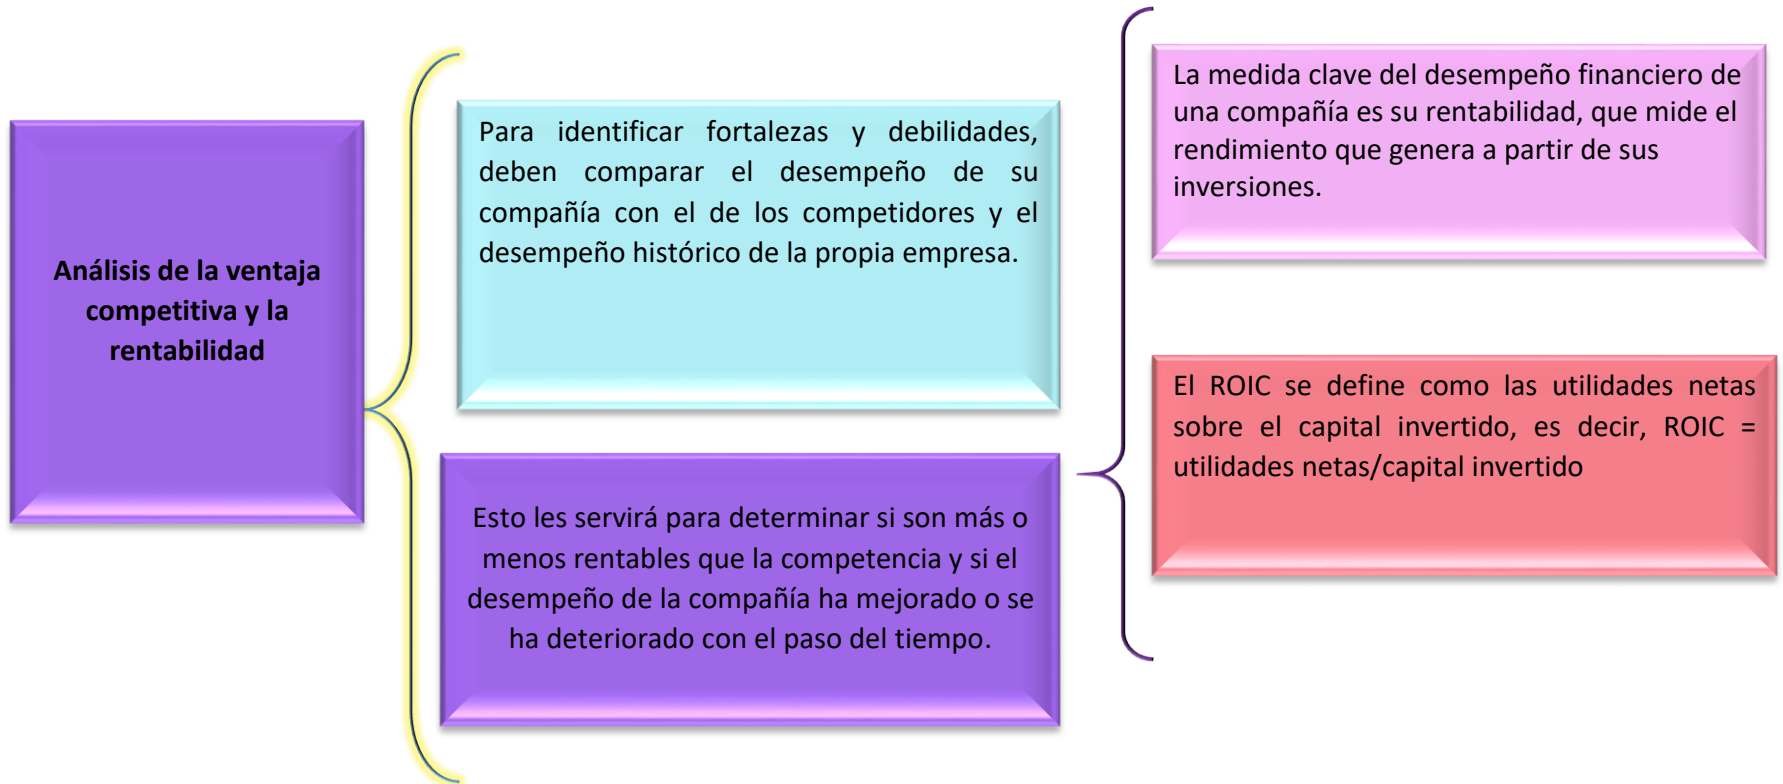 Análisis de la ventaja
competitiva y la
rentabilidad
Para identificar fortalezas y debilidades,
deben comparar el desempeño de su
compañía con el de los competidores y el
desempeño histórico de la propia empresa.
Esto les servirá para determinar si son más o
menos rentables que la competencia y si el
desempeño de la compañía ha mejorado o se
ha deteriorado con el paso del tiempo.
La medida clave del desempeño financiero de
una compañía es su rentabilidad, que mide el
rendimiento que genera a partir de sus
inversiones.
El ROIC se define como las utilidades netas
sobre el capital invertido, es decir, ROIC =
utilidades netas/capital invertido